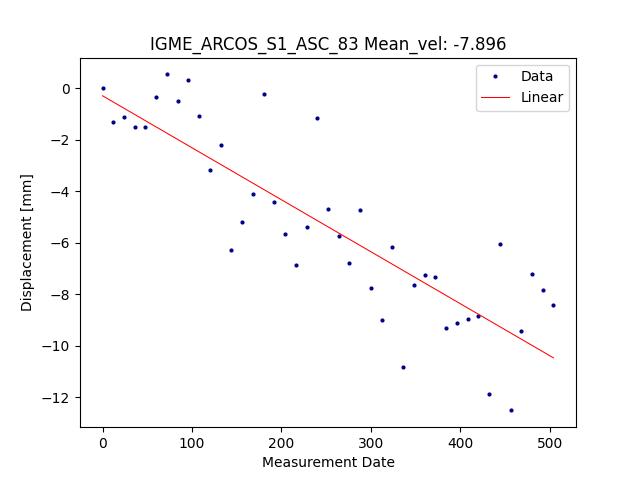 IGME_ARCOS_S1_ASC_83 Mean_vel: -7.896
Data
Linear
0
−2
−4
−6
−8
−10
−12
Displacement [mm]
0 100 200 300 400 500
Measurement Date